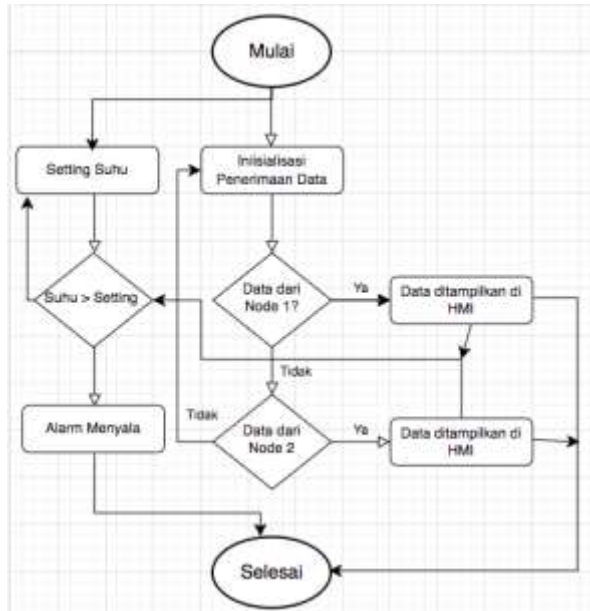 Mulai
Setting Suhu
Iniisialisasi
Penerimaan Data
Suhu > Setting
Data dari
Node 1?
Ya
Data ditampilkan di
HMI
Tidak
Alarm Menyala
Tidak
Data dari
Node 2
Ya
Data ditampilkan di
HMI
Selesai